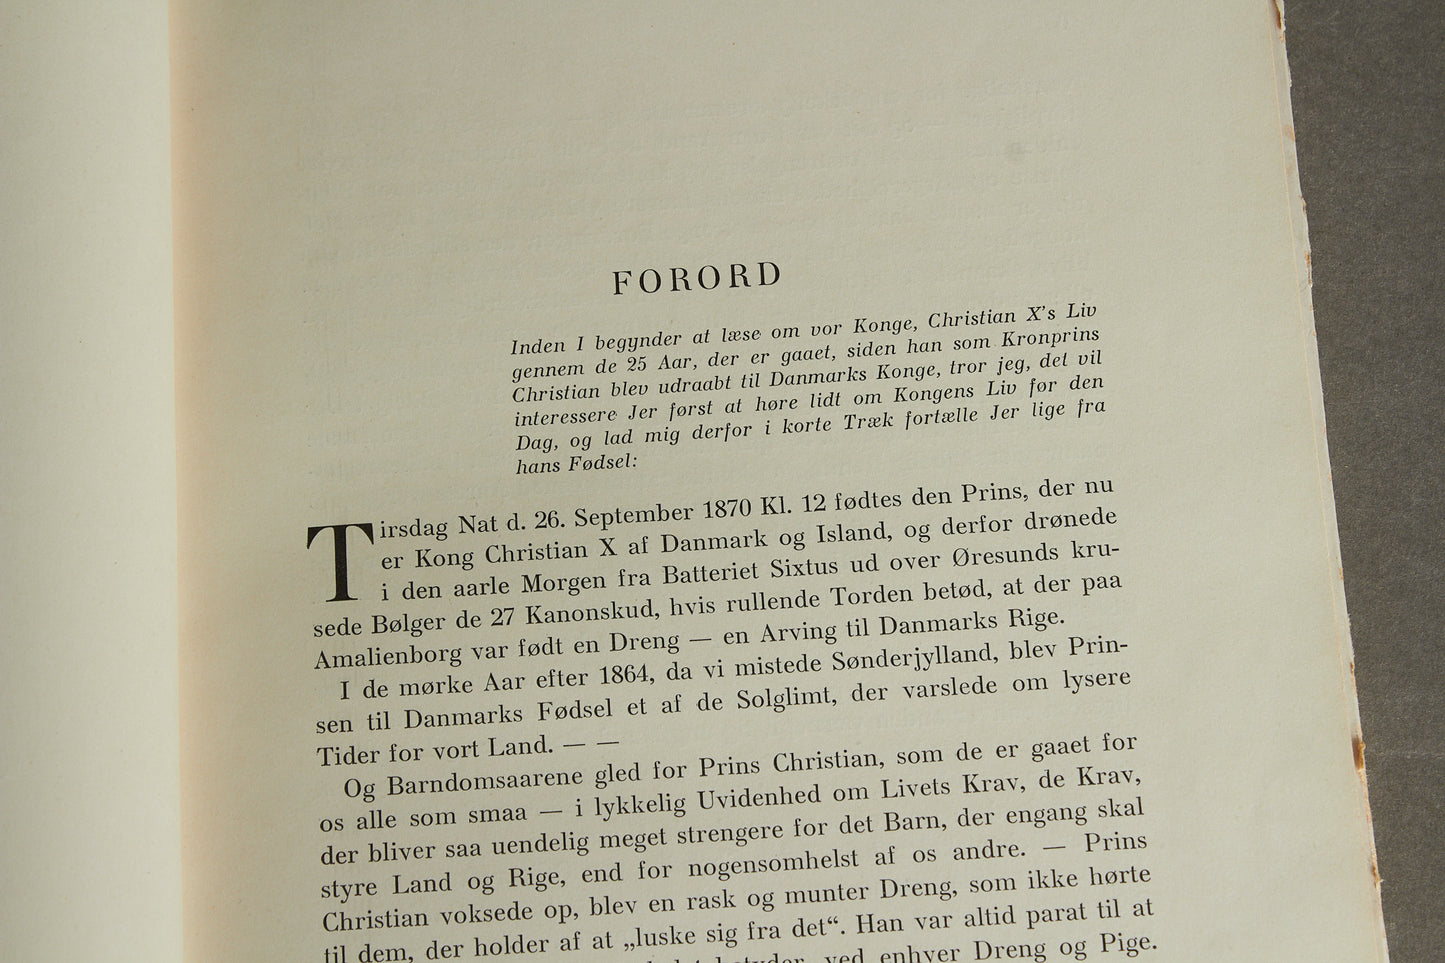 FORORD
Inden I begynder at læse om vor Konge, Christian X's Liv
gennem de 25 Aar, der er gaaet, siden han som Kronprins
Christian blev udraabt til Danmarks Konge, tror jeg, det vil
interessere Jer først at høre lidt om Kongens Liv før den
Dag, og lad mig derfor i korte Træk fortælle Jer lige fra
hans Fødsel:
Tirsdag Nat d. 26. September 1870 Kl. 12 fødtes den Prins, der nu
er Kong Christian X af Danmark og Island, og derfor drønede
i den aarle Morgen fra Batteriet Sixtus ud over Øresunds kru-
sede Bølger de 27 Kanonskud, hvis rullende Torden betød, at der paa
Amalienborg var født en Dreng — en Arving til Danmarks Rige.
I de mørke Aar efter 1864, da vi mistede Sønderjylland, blev Prin-
sen til Danmarks Fødsel et af de Solglimt, der varslede om lysere
Tider for vort Land. — —
Og Barndomsaarene gled for Prins Christian, som de er gaaet for
os alle som smaa — i lykkelig Uvidenhed om Livets Krav, de Krav,
der bliver saa uendelig meget strengere for det Barn, der engang skal
styre Land og Rige, end for nogensomhelst af os andre. — Prins
Christian voksede op, blev en rask og munter Dreng, som ikke hørte
til dem, der holder af at „luske sig fra det“. Han var altid parat til at
ved enhver Dreng og Pige.